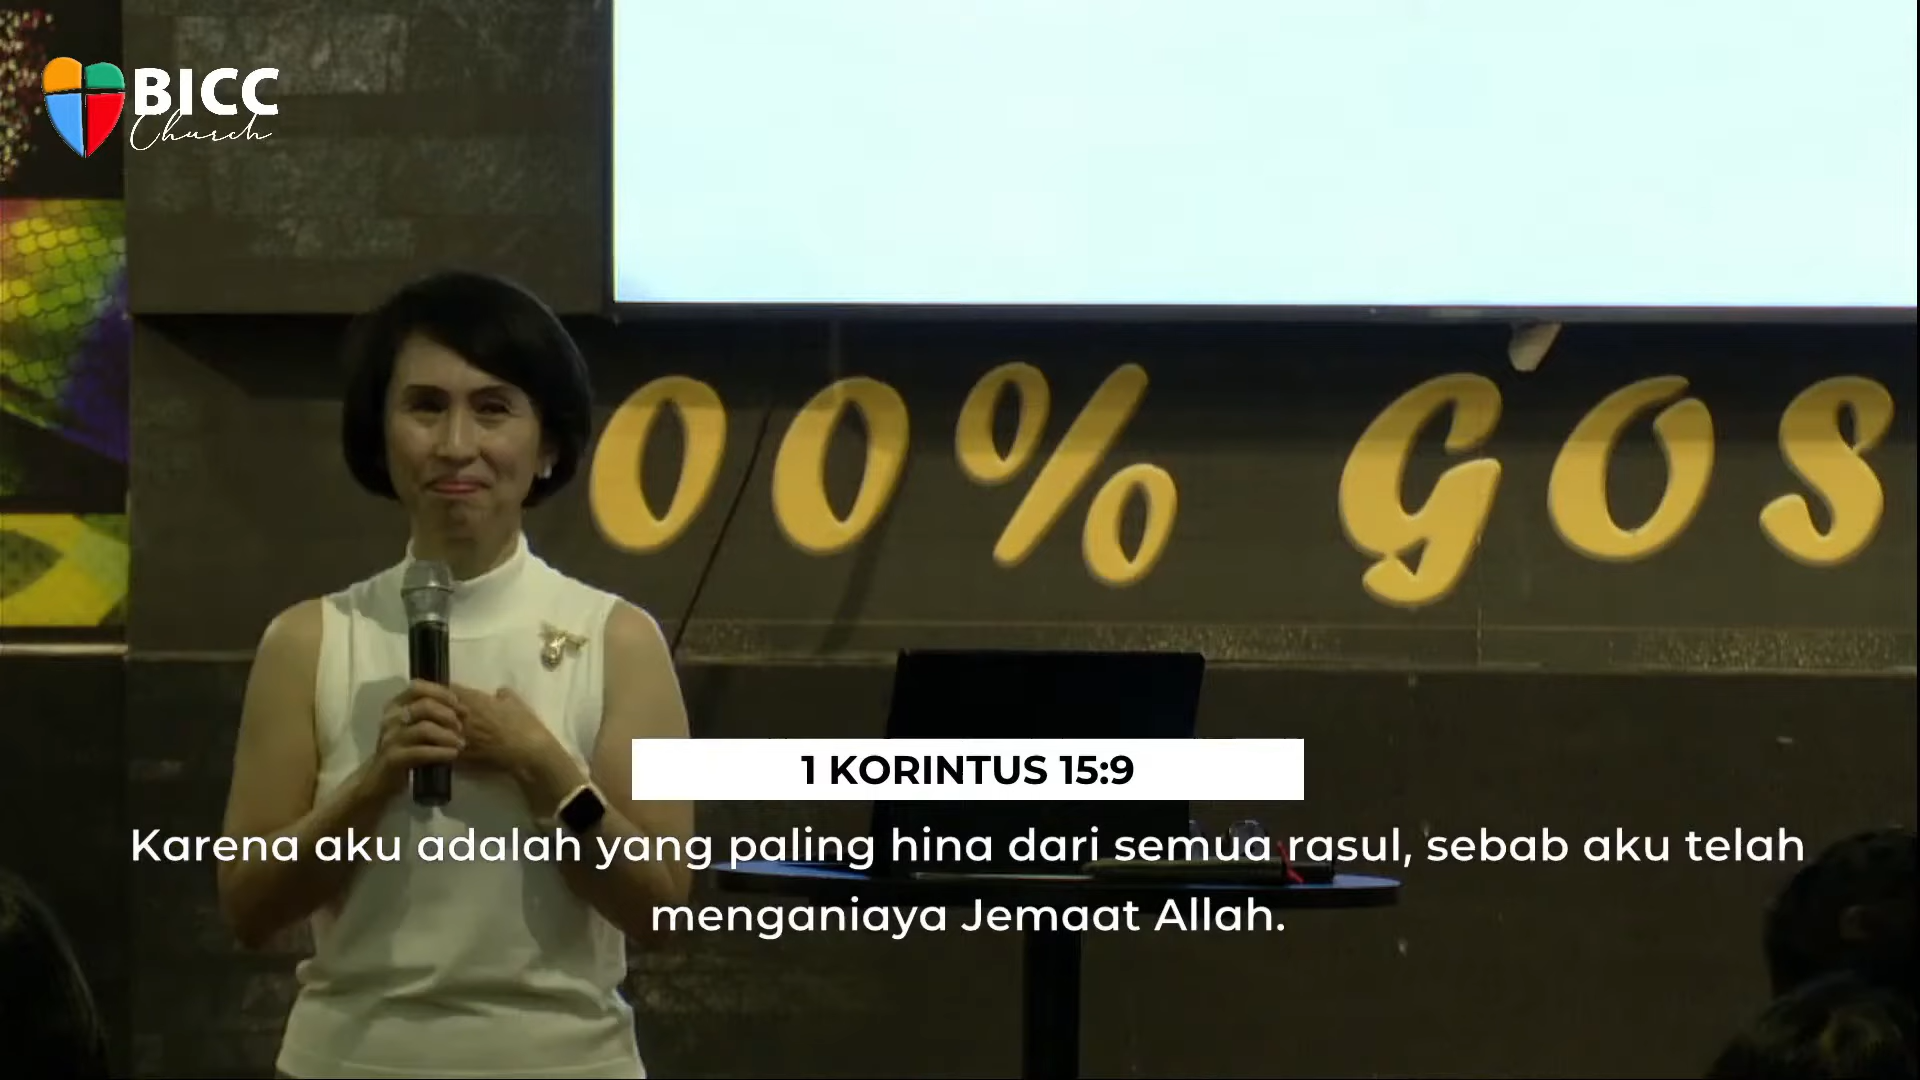 BICC
Church
00% GOS
1 KORINTUS 15:9
Karena aku adalah yang paling hina dari semua rasul, sebab aku telah
menganiaya Jemaat Allah.